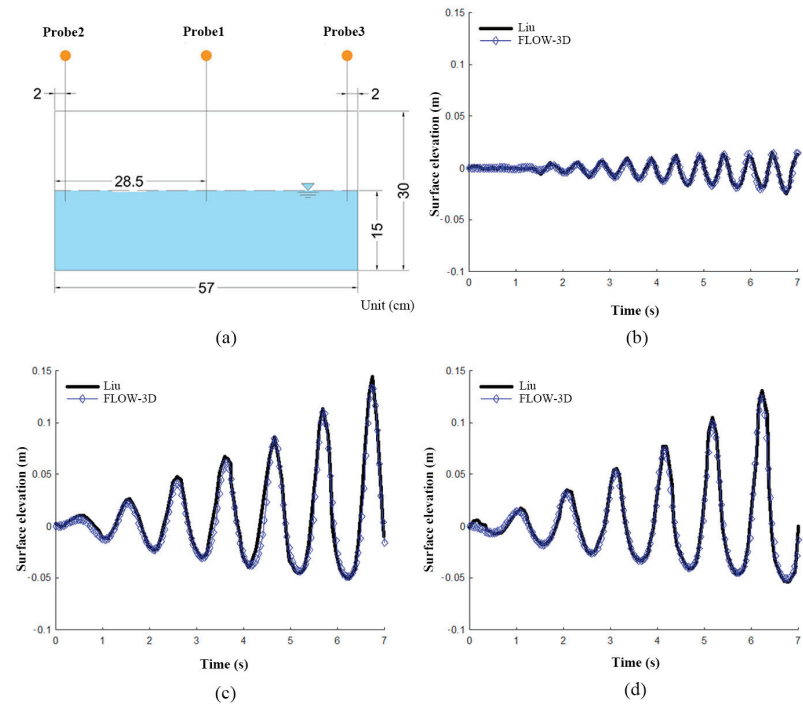 Probe2
Probe1
Probe3
2
2
28.5
30
15
57
Unit (cm)
(a)
0.15
0.1
0.05
0
-0.05
-0.1
Surface elevation (m)
Liu
FLOW-3D
0 1 2 3 4 5 6 7
Time (s)
(b)
0.15
0.1
0.05
0
-0.05
-0.1
Surface elevation (m)
Liu
FLOW-3D
0 1 2 3 4 5 6 7
Time (s)
(c)
0.15
0.1
0.05
0
-0.05
-0.1
Surface elevation (m)
Liu
FLOW-3D
0 1 2 3 4 5 6 7
Time (s)
(d)